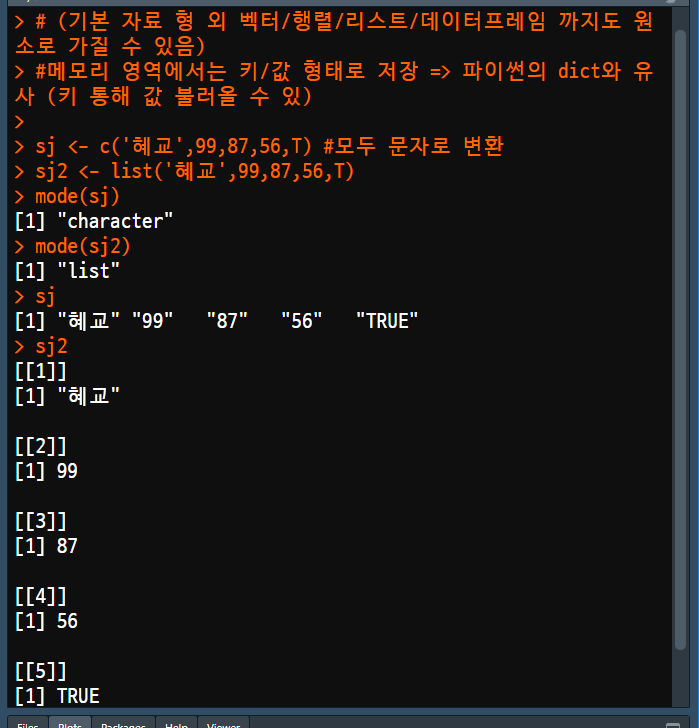 > # (기본 자료 형 외 벡터/행렬/리스트/데이터프레임 까지도 원
소로 가질 수 있음)
> #메모리 영역에서는 키/값 형태로 저장 => 파이썬의 dict와 유
사 (키 통해 값 불러올 수 있)
>
> sj <- c('혜교',99,87,56,T) #모두 문자로 변환
> sj2 <- list('혜교',99,87,56,T)
> mode(sj)
[1] "character"
> mode(sj2)
[1] "list"
> sj
[1] "혜교" "99"   "87"   "56"   "TRUE"
> sj2
[[1]]
[1] "혜교"

[[2]]
[1] 99

[[3]]
[1] 87

[[4]]
[1] 56

[[5]]
[1] TRUE
Files Plots Packages Help Viewer